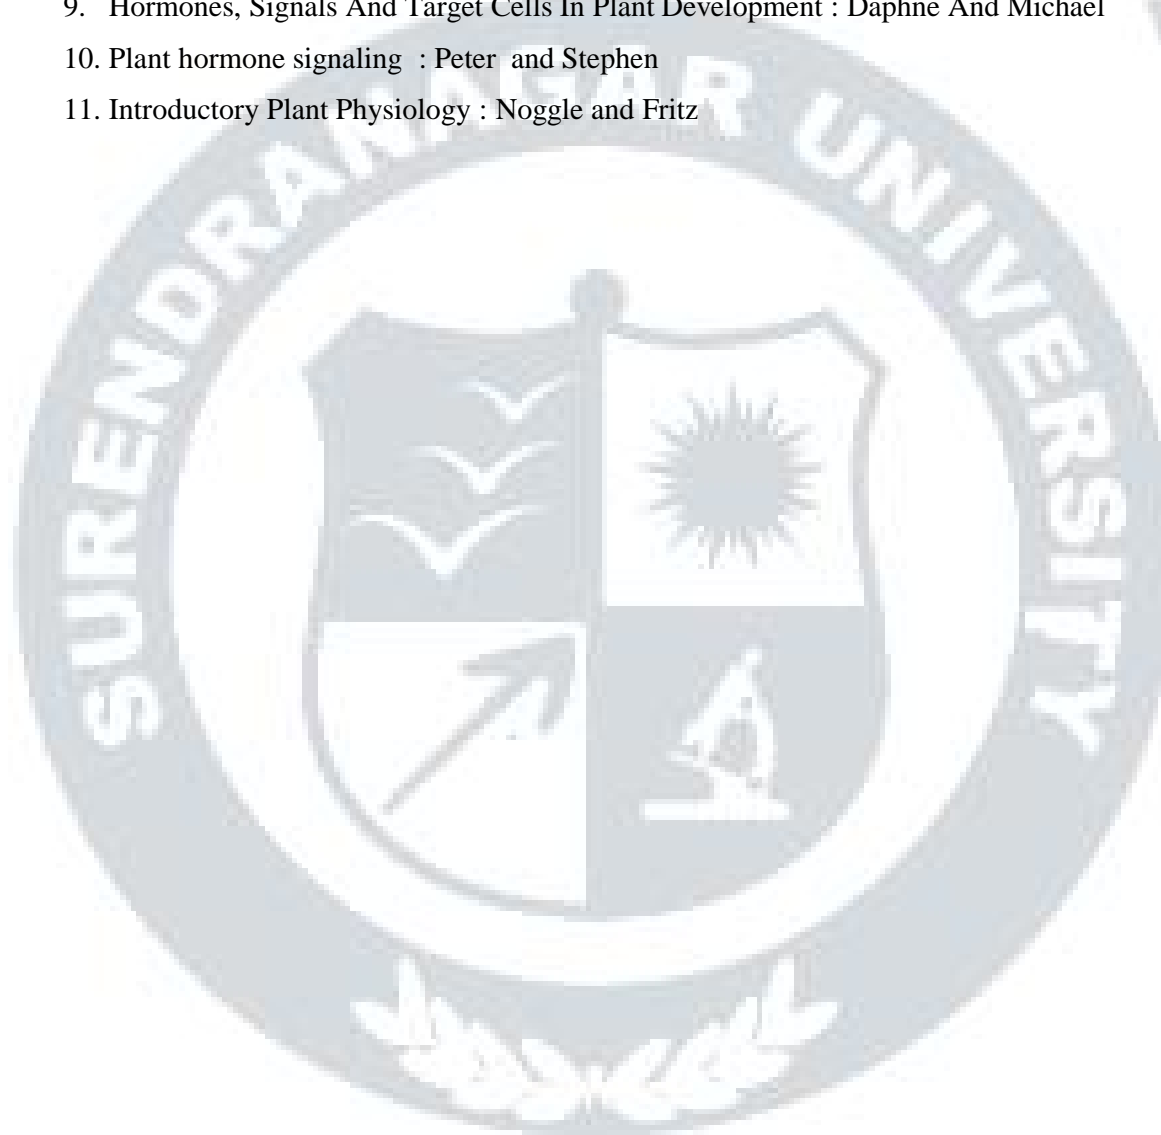 9. Hormones, Signals And Target Cells In Plant Development : Daphne And Michael
10. Plant hormone signaling : Peter and Stephen
11. Introductory Plant Physiology : Noggle and Fritz
SURENDRANAGAR UNIVERSITY